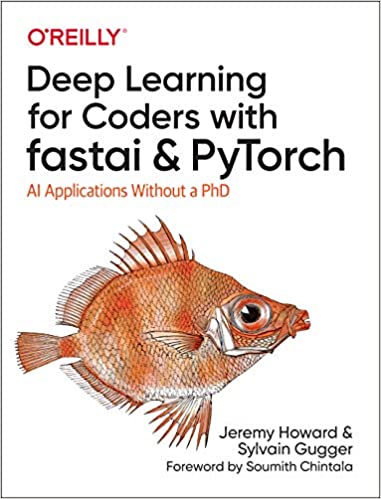 O'REILLY®
Deep Learning
for Coders with
fastai & PyTorch
AI Applications Without a PhD
Jeremy Howard &
Sylvain Gugger
Foreword by Soumith Chintala